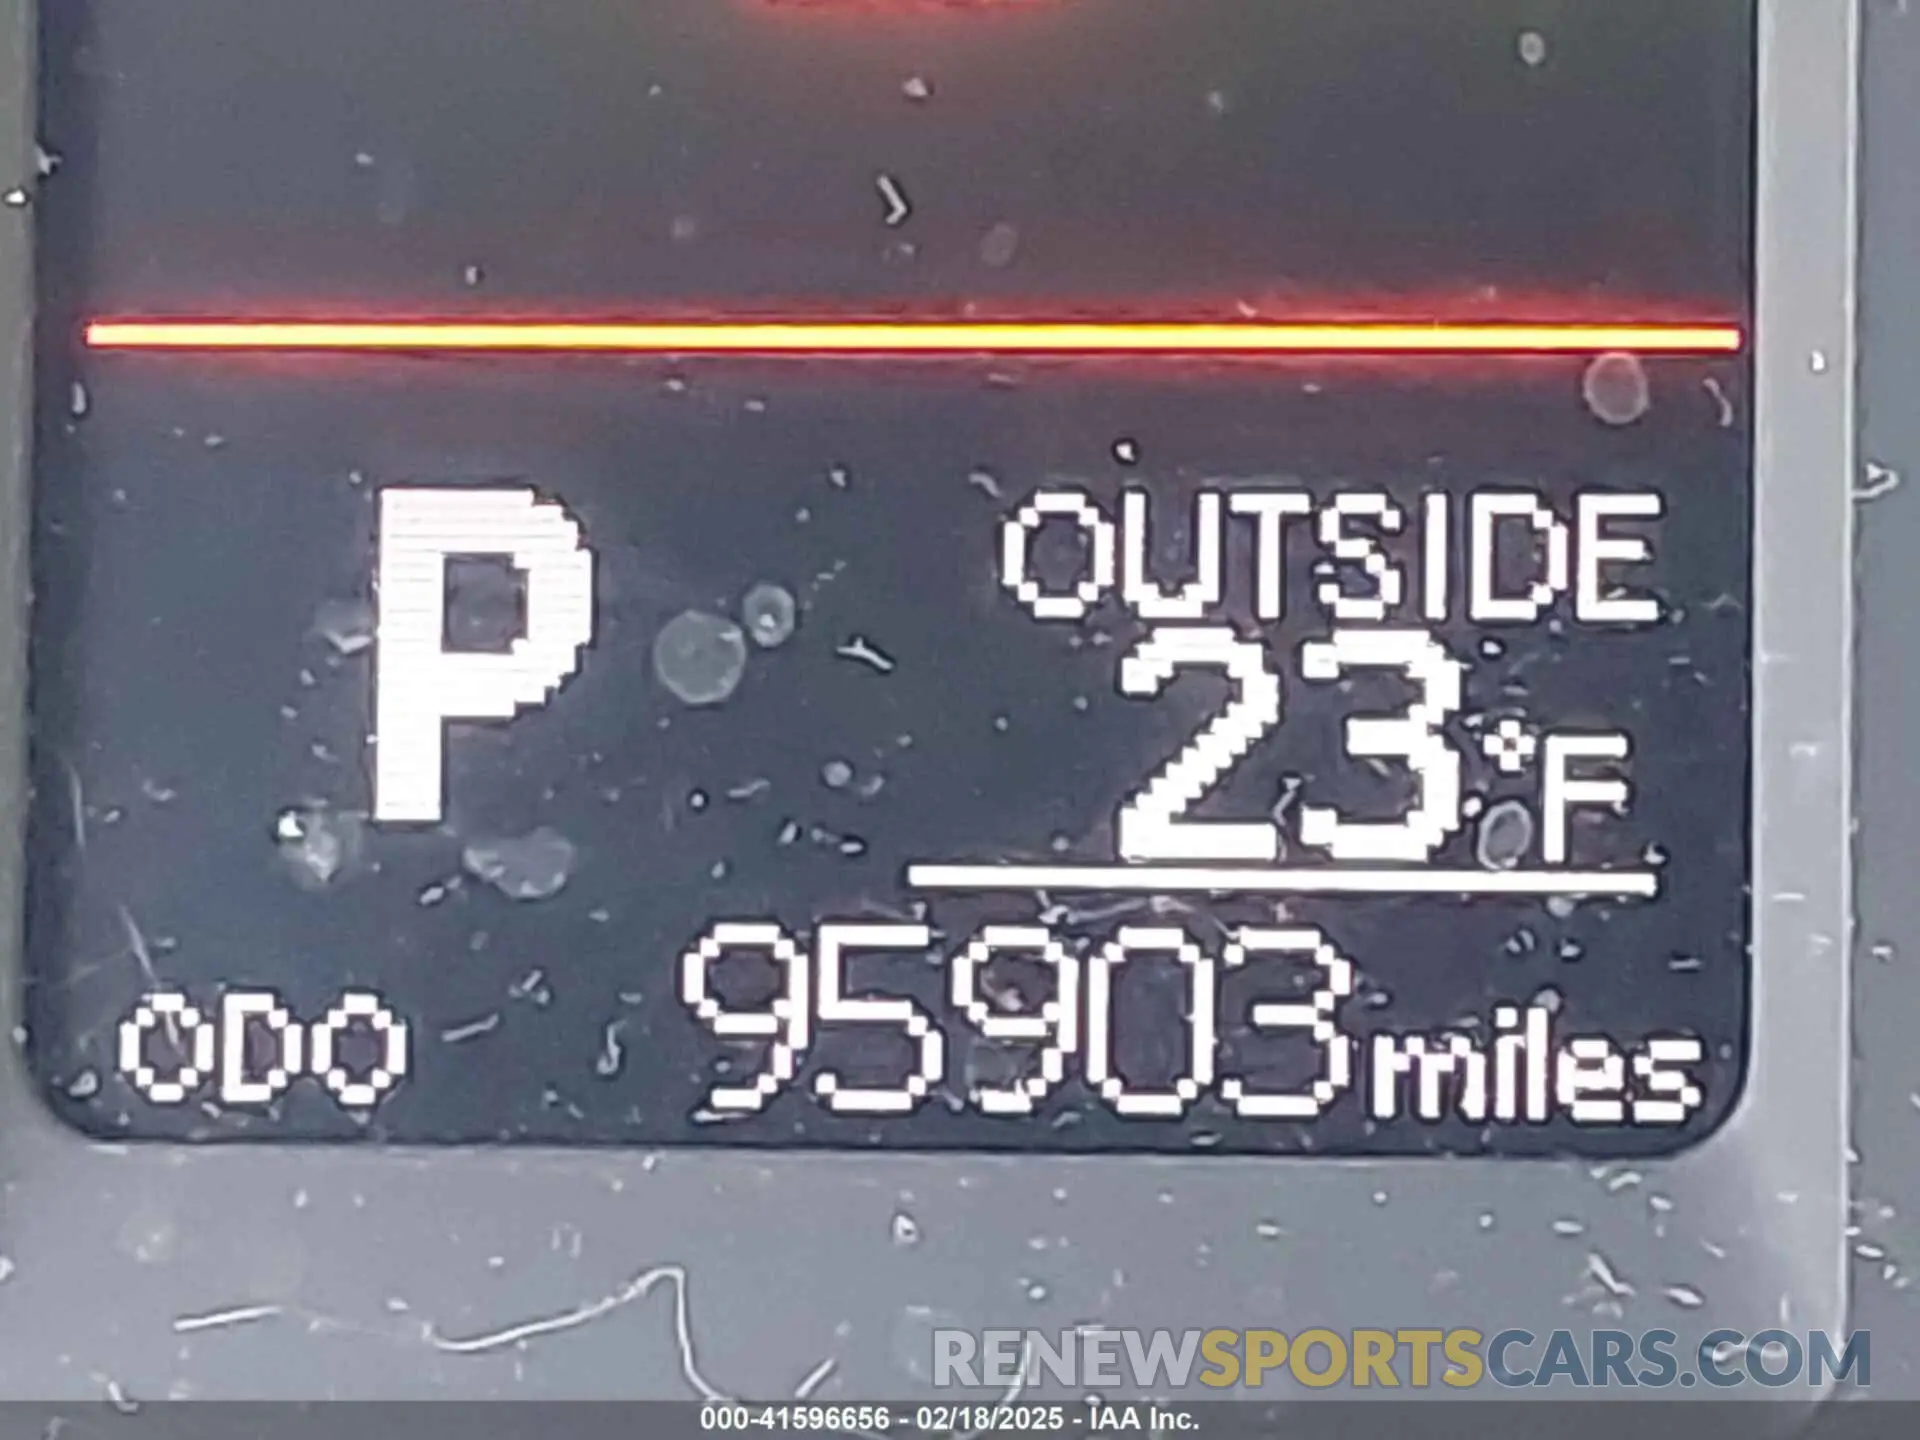 P
OUTSIDE
23°F
ODO 95903 miles
RENEWSPORTSCARS.COM
000-41596656 - 02/18/2025 - IAA Inc.